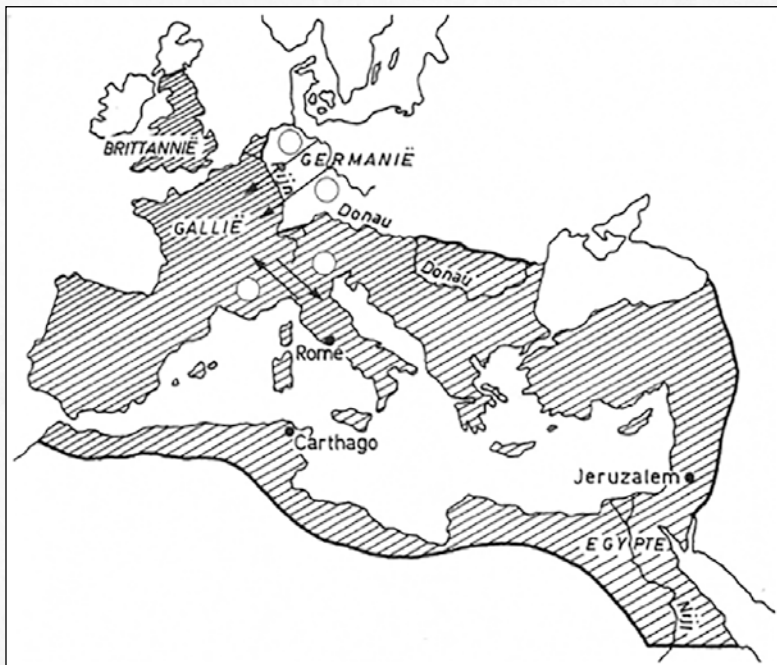 BRITTANNIË
GERMANIË
Rijn
Donau
GALLIË
Donau
Rome
Carthago
Jeruzalem
EGYPTE
Nijl